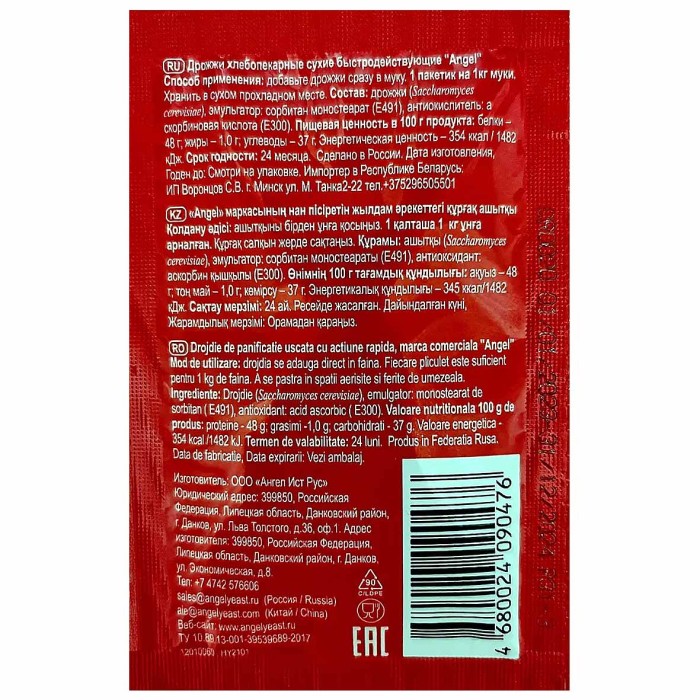 RU Дрожжи хлебопекарные сухие быстродействующие "Angel"
Способ применения: добавьте дрожжи сразу в муку. 1 пакетик на 1кг муки.
Хранить в сухом прохладном месте. Состав: дрожжи (Saccharomyces
cerevisiae), эмульгатор: сорбитан моностеарат (Е491), антиокислитель: а
скорбиновая кислота (Е300). Пищевая ценность в 100 г продукта: белки –
48 г; жиры – 1,0 г; углеводы – 37 г. Энергетическая ценность – 354 ккал / 1482
кДж. Срок годности: 24 месяца. Сделано в России. Дата изготовления,
Годен до: Смотри на упаковке. Импортер в Республике Беларусь:
ИП Воронцов С.В. г. Минск ул. М. Танка2-22 тел.+375296505501
KZ «Angel» маркасының нан пісіретін жылдам әрекеттегі құрғақ ашытқы
Қолдану әдісі: ашытқыны бірден ұнға қосыңыз. 1 қалташа 1 кг ұнға
арналған. Құрғақ салқын жерде сақтаңыз. Құрамы: ашытқы (Saccharomyces
cerevisiae), эмульгатор: сорбитан моностеараты (Е491), антиоксидант:
аскорбин қышқылы (Е300). Өнімнің 100 г тағамдық құндылығы: ақуыз – 48
г; тоң май – 1,0 г; көмірсу – 37 г. Энергетикалық құндылығы – 345 ккал/1482
кДж. Сақтау мерзімі: 24 ай. Ресейде жасалған. Дайындалған күні,
Жарамдылық мерзімі: Орамадан қараңыз.
RO Drojdie de panificatie uscata cu actiune rapida, marca comerciala "Angel"
Mod de utilizare: drojdia se adauga direct in faina. Fiecare pliculet este suficient
pentru 1 kg de faina. A se pastra in spatii aerisite si ferite de umezeala.
Ingrediente: Drojdie (Saccharomyces cerevisiae), emulgator: monostearat de
sorbitan ( E491), antioxidant: acid ascorbic ( E300). Valoare nutritionala 100 g de
produs: proteine - 48 g; grasimi -1,0 g; carbohidrali - 37 g. Valoare energetica -
354 kcal /1482 kJ. Termen de valabilitate: 24 luni. Produs in Federatia Rusa.
Data de fabricatie, Data expirarii: Vezi ambalaj.
Изготовитель: ООО «Ангел Ист Рус»
Юридический адрес: 399850, Российская
Федерация, Липецкая область, Данковский район,
г. Данков, ул. Льва Толстого, д.36, оф.1. Адрес
изготовителя: 399850, Российская Федерация,
Липецкая область, Данковский район, г. Данков,
ул. Экономическая, д.8.
Тел: +7 4742 576606
sales@angelyeast.ru (Россия / Russia)
aie@angelyeast.com (Китай / China)
Веб-сайт: www.angelyeast.ru
ТУ 10.89.13-001-39539689-2017
12010060 HY2101
90
C/LDPE
EAC
4 680024 090476